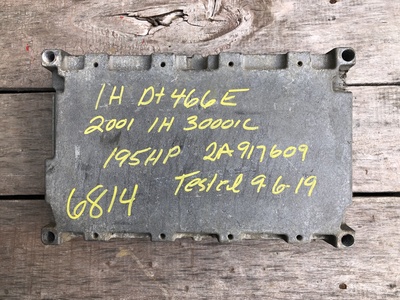 IH Dt466E
2001 IH 3000IC
195HP 2A917609
Tested 9-6-19
6814